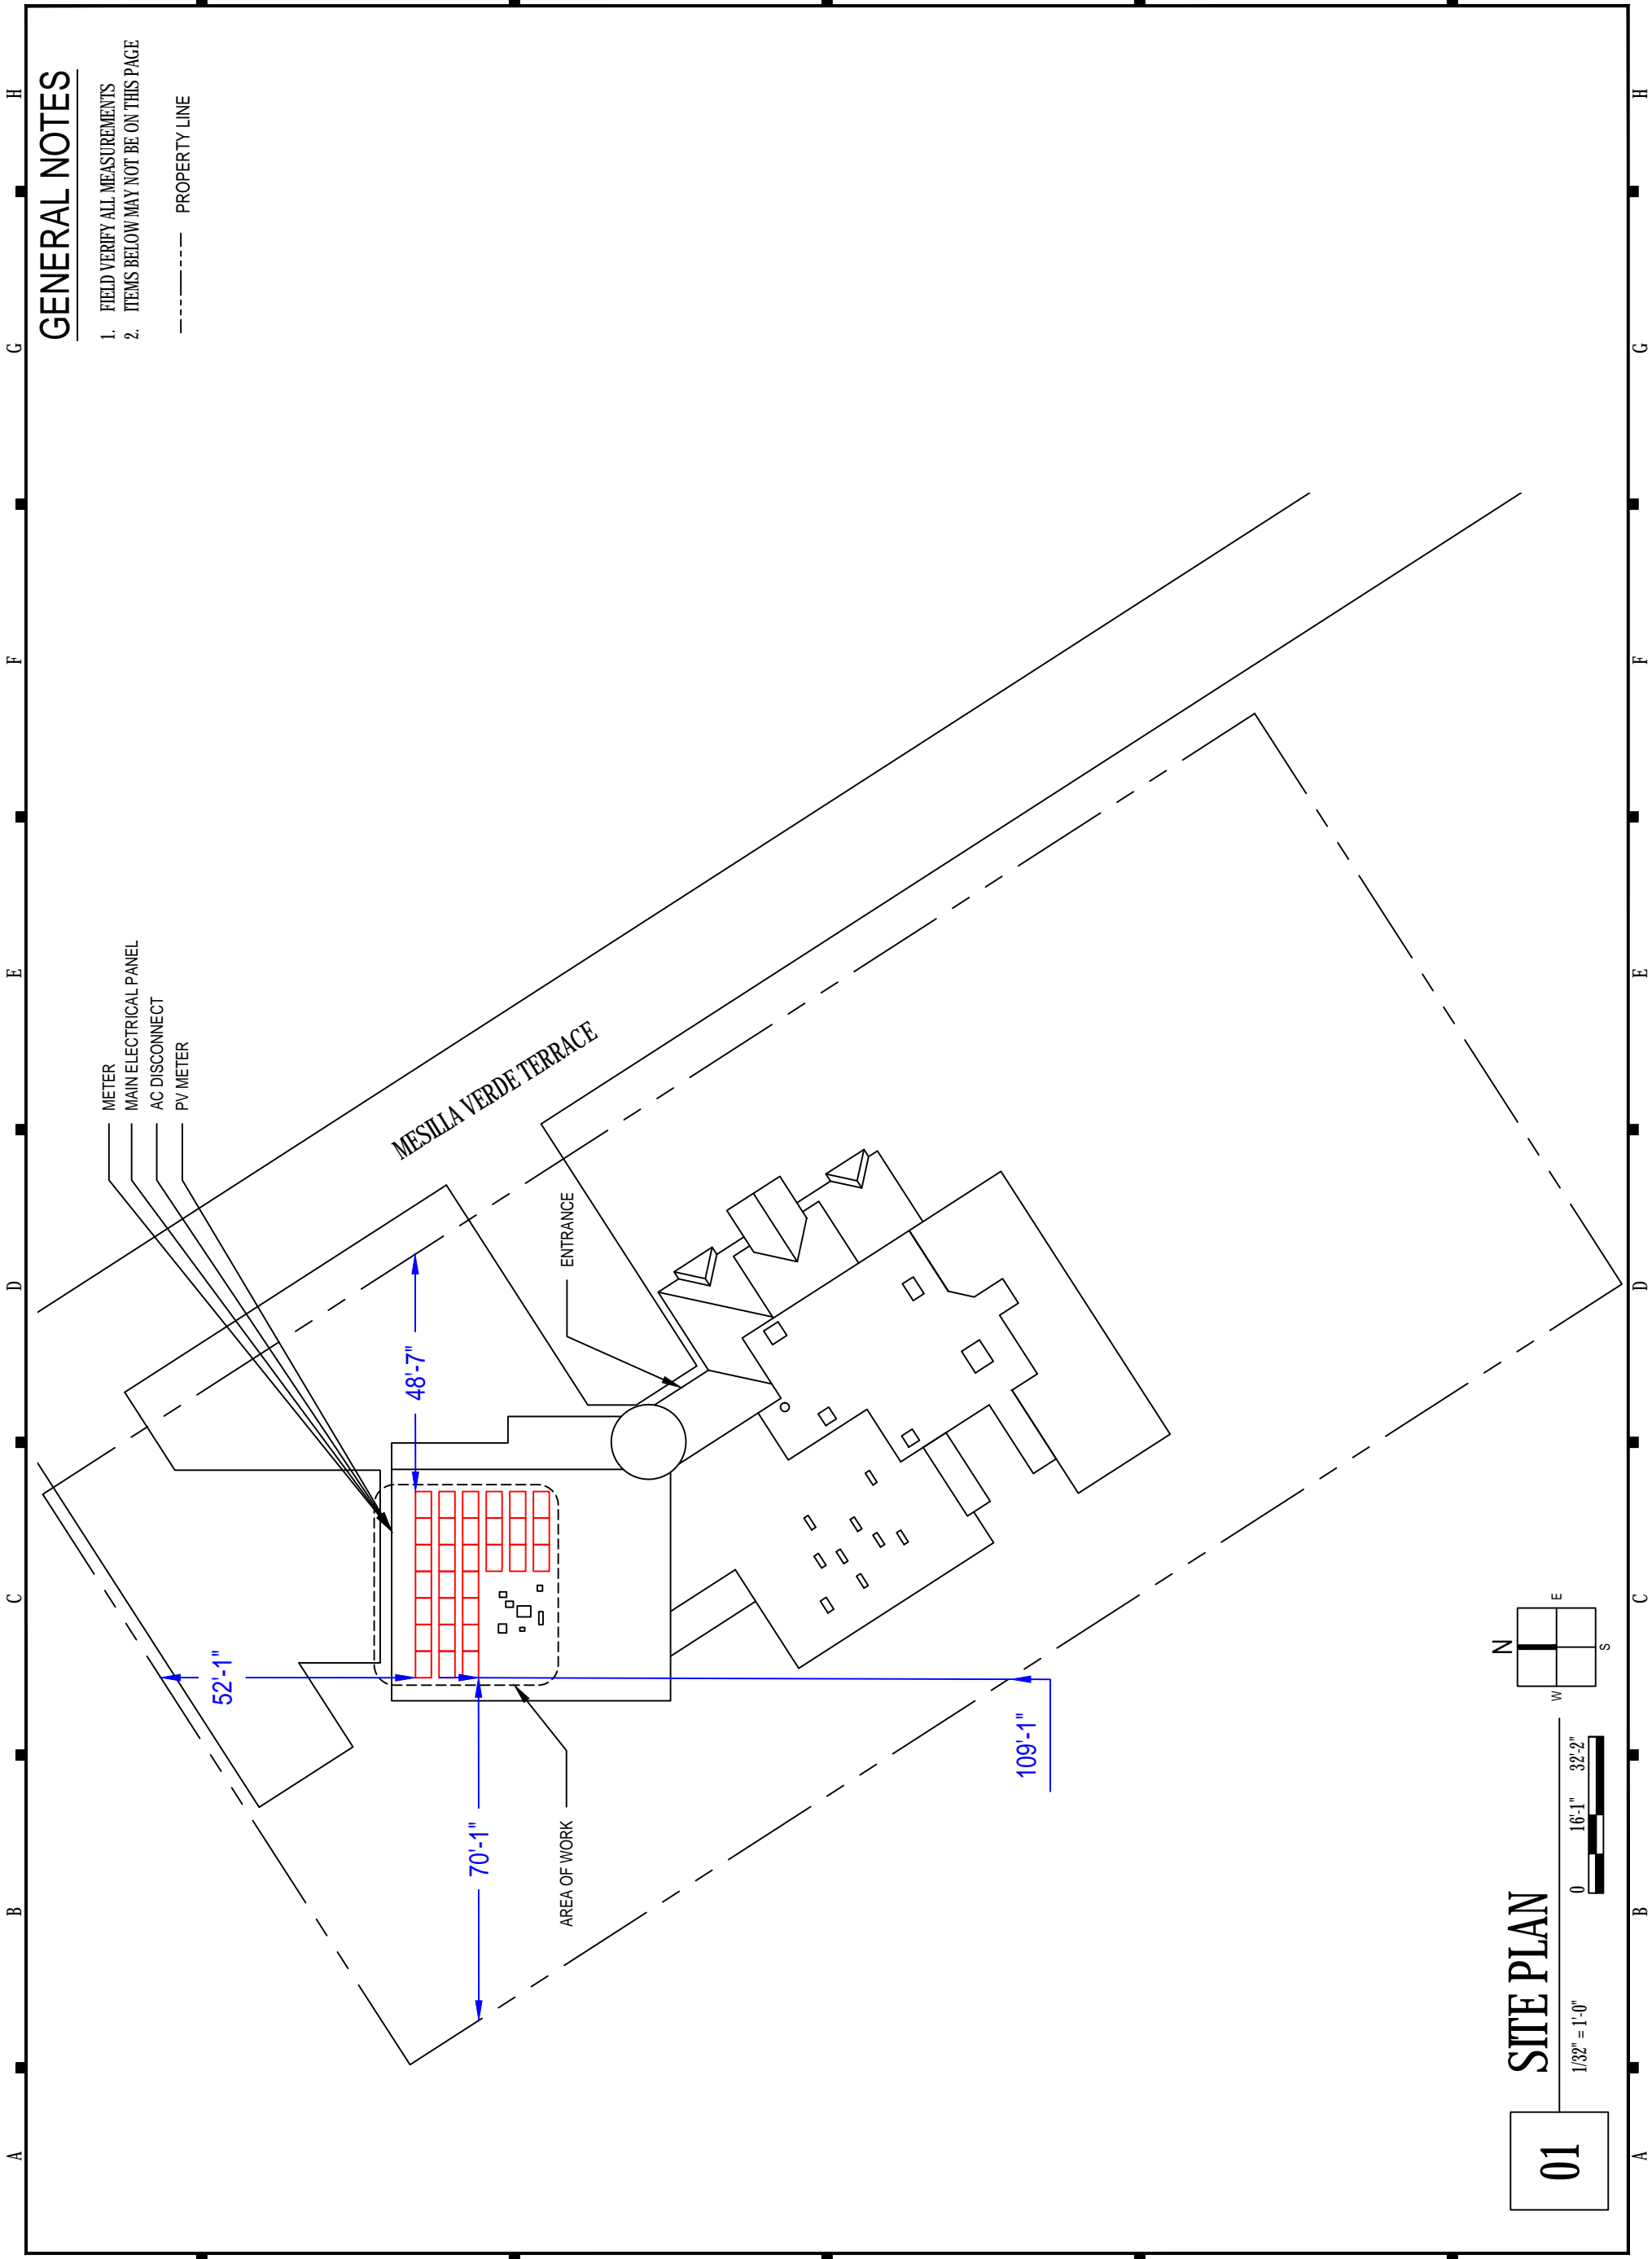 A B C D E F G H
GENERAL NOTES
1. FIELD VERIFY ALL MEASUREMENTS
2. ITEMS BELOW MAY NOT BE ON THIS PAGE
PROPERTY LINE
METER
MAIN ELECTRICAL PANEL
AC DISCONNECT
PV METER
MESILLA VERDE TERRACE
52'-1"
48'-7"
70'-1"
ENTRANCE
AREA OF WORK
109'-1"
N
W E
S
01
SITE PLAN
1/32" = 1'-0"
0 16'-1" 32'-2"
A B C D E F G H